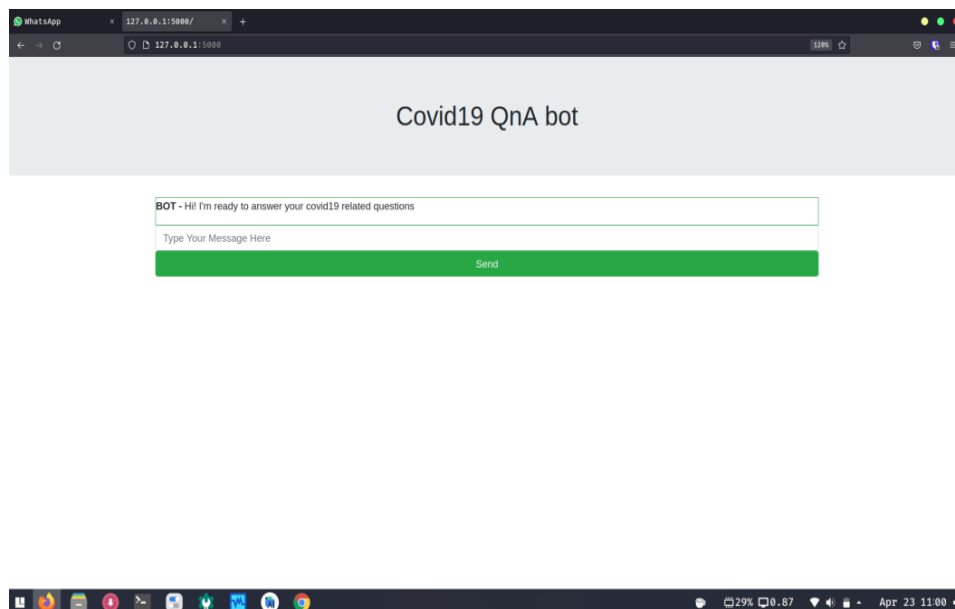 WhatsApp × 127.0.0.1:5000/ × +
127.0.0.1:5000 120%
Covid19 QnA bot
BOT - Hi! I'm ready to answer your covid19 related questions
Type Your Message Here
Send
29% 0.87 Apr 23 11:00